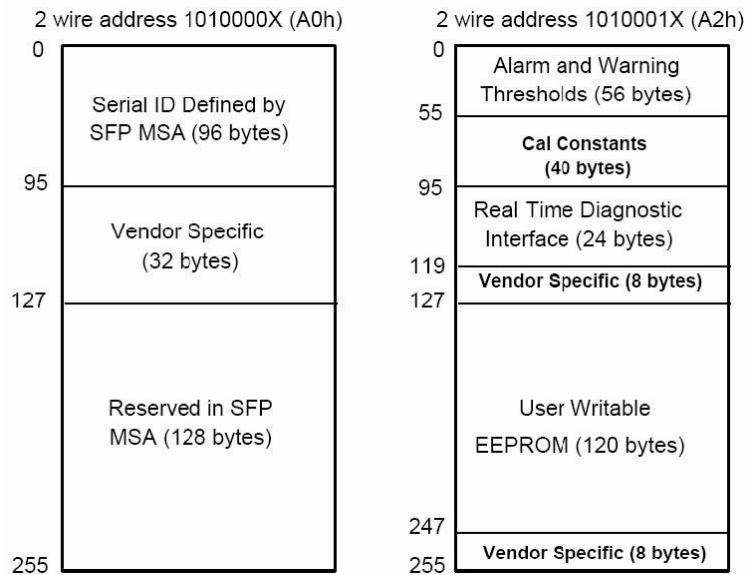 2 wire address 1010000X (A0h)
0
Serial ID Defined by
SFP MSA (96 bytes)
95
Vendor Specific
(32 bytes)
127
Reserved in SFP
MSA (128 bytes)
255
2 wire address 1010001X (A2h)
0
Alarm and Warning
Thresholds (56 bytes)
55
Cal Constants
(40 bytes)
95
Real Time Diagnostic
Interface (24 bytes)
119
Vendor Specific (8 bytes)
127
User Writable
EEPROM (120 bytes)
247
Vendor Specific (8 bytes)
255